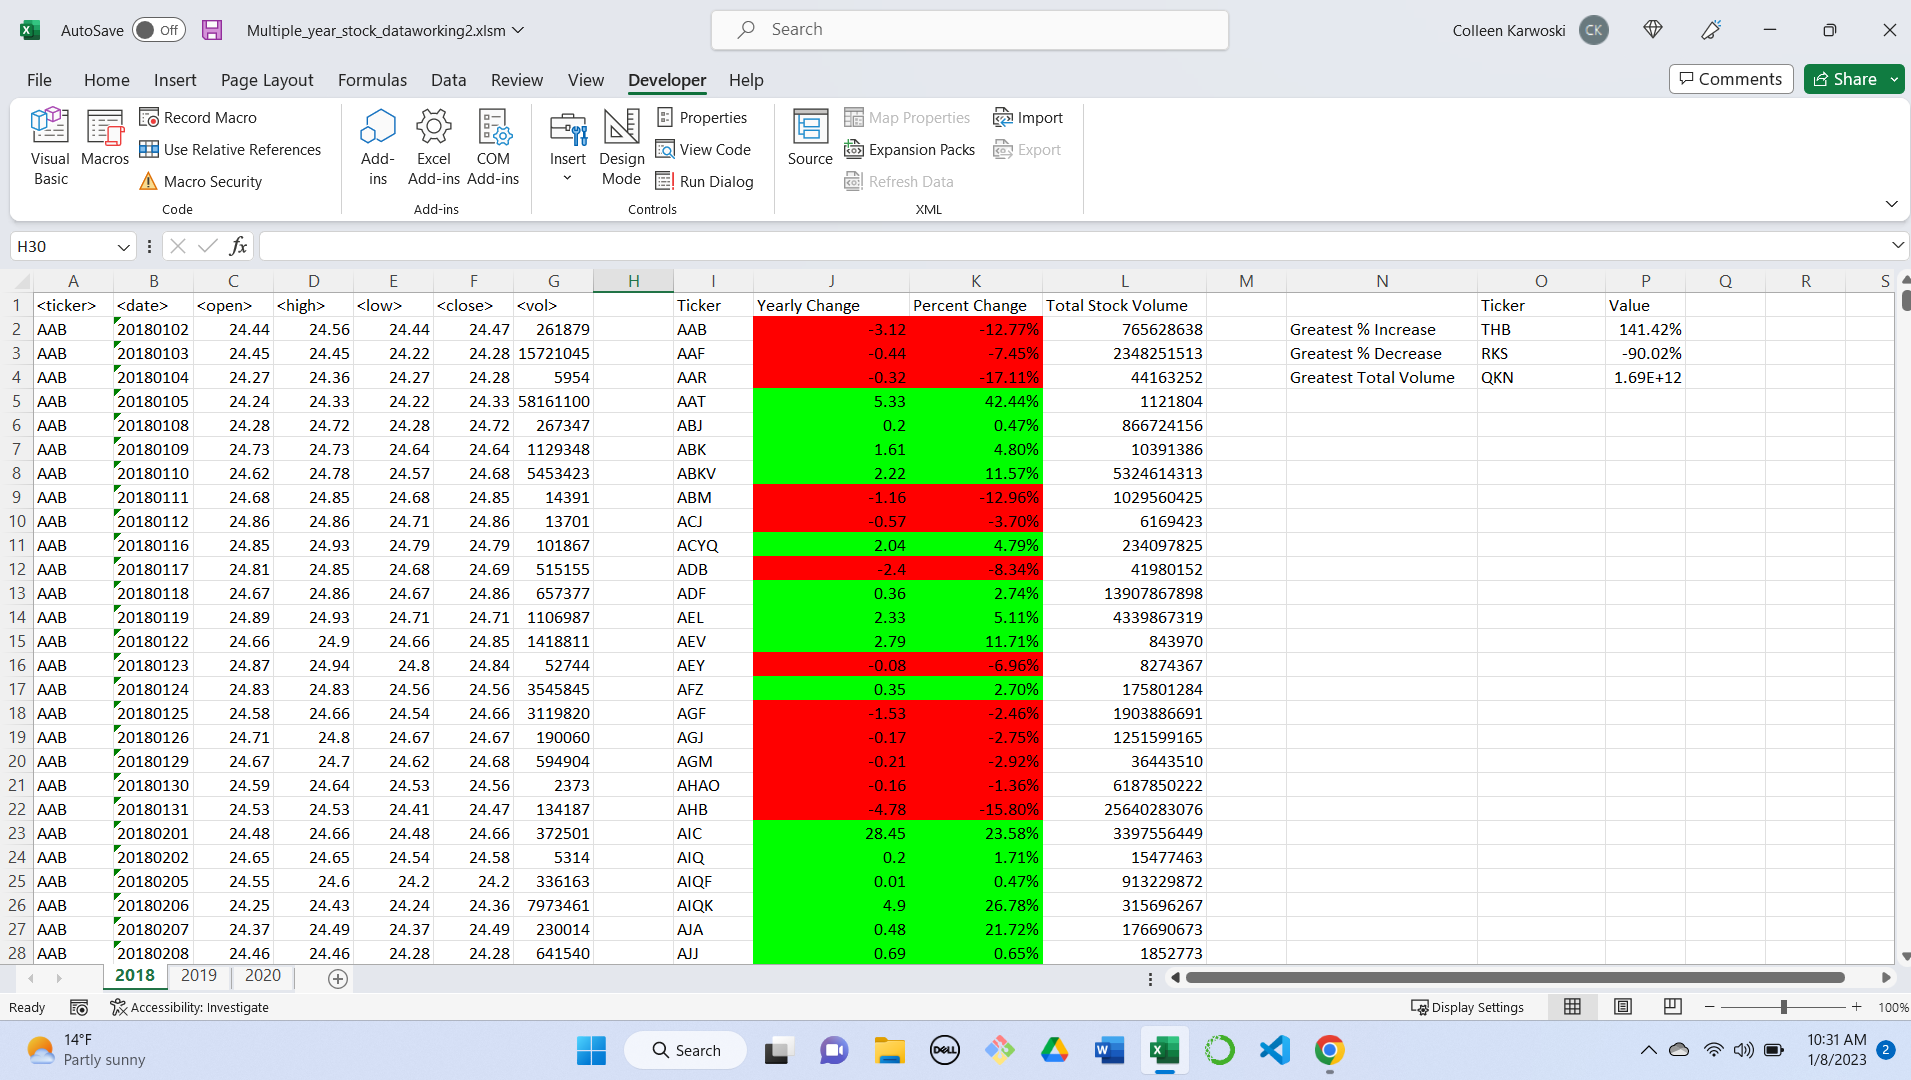 AutoSave Off Multiple_year_stock_dataworking2.xlsm Search Colleen Karwoski CK
File Home Insert Page Layout Formulas Data Review View Developer Help Comments Share
Visual Basic Macros Record Macro Use Relative References Macro Security Code
Add-ins Excel Add-ins COM Add-ins Add-ins
Insert Design Mode Properties View Code Run Dialog Controls
Source Map Properties Expansion Packs Refresh Data Import Export XML
H30 fx
A B C D E F G H I J K L M N O P Q R S
1 <ticker> <date> <open> <high> <low> <close> <vol> Ticker Yearly Change Percent Change Total Stock Volume Ticker Value
2 AAB 20180102 24.44 24.56 24.44 24.47 261879 AAB -3.12 -12.77% 765628638 Greatest % Increase THB 141.42%
3 AAB 20180103 24.45 24.45 24.22 24.28 15721045 AAF -0.44 -7.45% 2348251513 Greatest % Decrease RKS -90.02%
4 AAB 20180104 24.27 24.36 24.27 24.28 5954 AAR -0.32 -17.11% 44163252 Greatest Total Volume QKN 1.69E+12
5 AAB 20180105 24.24 24.33 24.22 24.33 58161100 AAT 5.33 42.44% 1121804
6 AAB 20180108 24.28 24.72 24.28 24.72 267347 ABJ 0.2 0.47% 866724156
7 AAB 20180109 24.73 24.73 24.64 24.64 1129348 ABK 1.61 4.80% 10391386
8 AAB 20180110 24.62 24.78 24.57 24.68 5453423 ABKV 2.22 11.57% 5324614313
9 AAB 20180111 24.68 24.85 24.68 24.85 14391 ABM -1.16 -12.96% 1029560425
10 AAB 20180112 24.86 24.86 24.71 24.86 13701 ACJ -0.57 -3.70% 6169423
11 AAB 20180116 24.85 24.93 24.79 24.79 101867 ACYQ 2.04 4.79% 234097825
12 AAB 20180117 24.81 24.85 24.68 24.69 515155 ADB -2.4 -8.34% 41980152
13 AAB 20180118 24.67 24.86 24.67 24.86 657377 ADF 0.36 2.74% 13907867898
14 AAB 20180119 24.89 24.93 24.71 24.71 1106987 AEL 2.33 5.11% 4339867319
15 AAB 20180122 24.66 24.9 24.66 24.85 1418811 AEV 2.79 11.71% 843970
16 AAB 20180123 24.87 24.94 24.8 24.84 52744 AEY -0.08 -6.96% 8274367
17 AAB 20180124 24.83 24.83 24.56 24.56 3545845 AFZ 0.35 2.70% 175801284
18 AAB 20180125 24.58 24.66 24.54 24.66 3119820 AGF -1.53 -2.46% 1903886691
19 AAB 20180126 24.71 24.8 24.67 24.67 190060 AGJ -0.17 -2.75% 1251599165
20 AAB 20180129 24.67 24.7 24.62 24.68 594904 AGM -0.21 -2.92% 36443510
21 AAB 20180130 24.59 24.64 24.53 24.56 2373 AHAO -0.16 -1.36% 6187850222
22 AAB 20180131 24.53 24.53 24.41 24.47 134187 AHB -4.78 -15.80% 25640283076
23 AAB 20180201 24.48 24.66 24.48 24.66 372501 AIC 28.45 23.58% 3397556449
24 AAB 20180202 24.65 24.65 24.54 24.58 5314 AIQ 0.2 1.71% 15477463
25 AAB 20180205 24.55 24.6 24.2 24.2 336163 AIQF 0.01 0.47% 913229872
26 AAB 20180206 24.25 24.43 24.24 24.36 7973461 AIQK 4.9 26.78% 315696267
27 AAB 20180207 24.37 24.49 24.37 24.49 230014 AJA 0.48 21.72% 176690673
28 AAB 20180208 24.46 24.46 24.28 24.28 641540 AJJ 0.69 0.65% 1852773
2018 2019 2020
Ready Accessibility: Investigate Display Settings 100%
14°F
Partly sunny
Search DELL 10:31 AM
1/8/2023 2